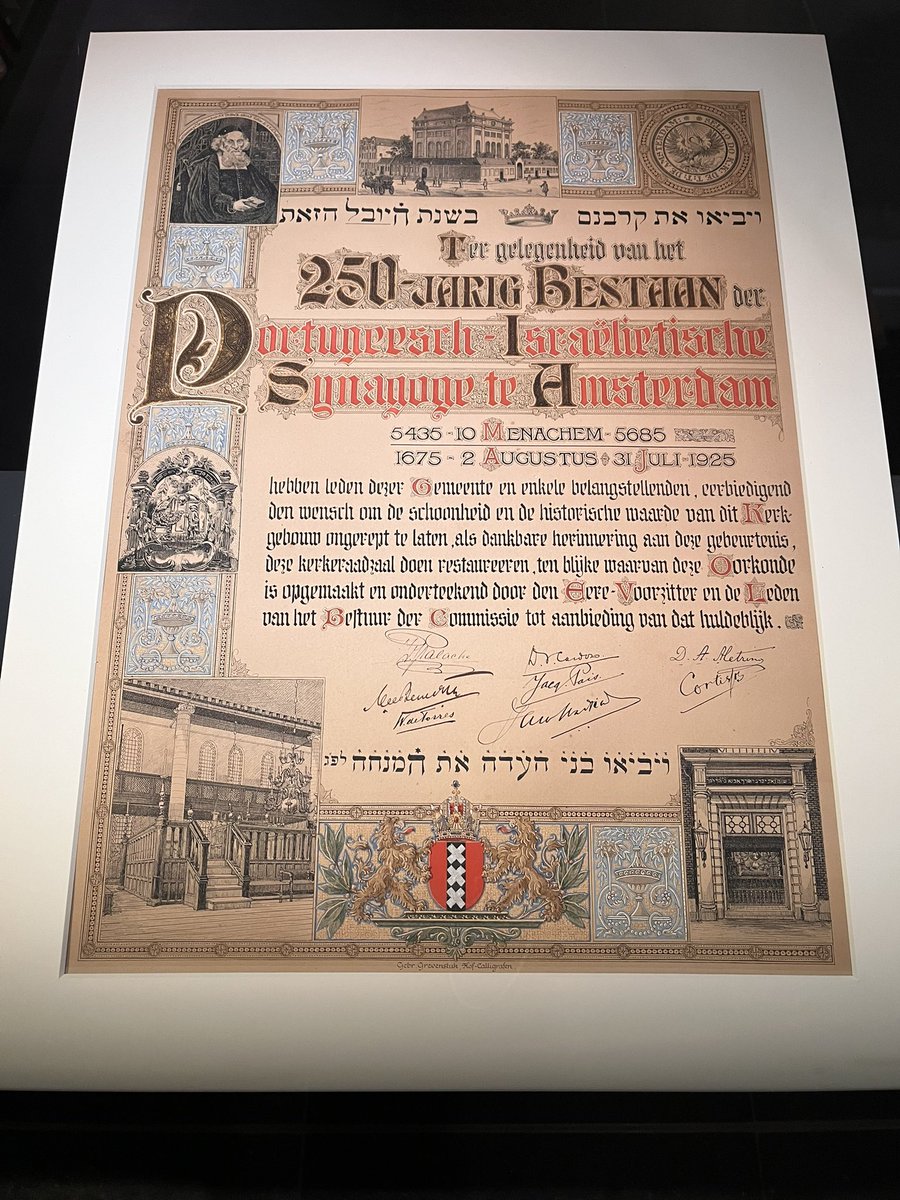 ויביאו את קרבנם בשנת היובל הזאת
Ter gelegenheid van het
250-JARIG BESTAAN der
Portugeesch-Israëlietische
Synagoge te Amsterdam
5435-10 MENACHEM-5685
1675-2 AUGUSTUS 31 JULI-1925
hebben leden dezer Gemeente en enkele belangstellenden, eerbiedigend
den wensch om de schoonheid en de historische waarde van dit Kerk-
gebouw ongerept te laten, als dankbare herinnering aan deze gebeurtenis,
deze kerkeraadzaal doen restaureeren, ten blijke waarvan deze Oorkonde
is opgemaakt en onderteekend door den Eere-Voorzitter en de Leden
van het Bestuur der Commissie tot aanbieding van dat huldeblijk.
Palache
Jacq. Pais
ויביאו בני העדה את המנחה לפג
Gebr. Grevenstuk Hof-Calligrafen